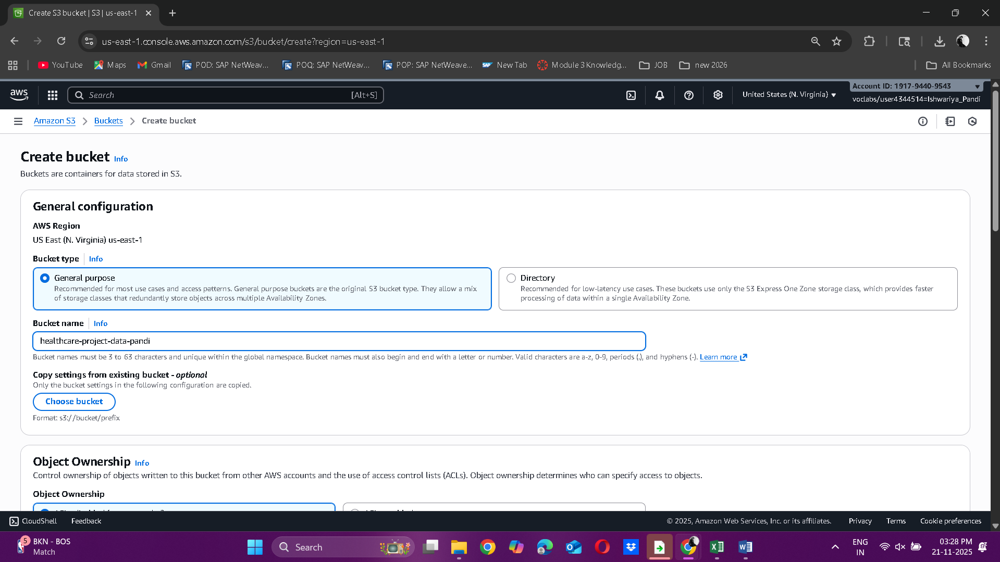 Create S3 bucket | S3 | us-east-1
us-east-1.console.aws.amazon.com/s3/bucket/create?region=us-east-1
YouTube Maps Gmail POD: SAP NetWeav... POQ: SAP NetWeav... POP: SAP NetWeave... SAP New Tab Module 3 Knowledg... JOB new 2026 All Bookmarks
aws Search [Alt+S] United States (N. Virginia) ▼ Account ID: 1917-9440-9543 ▼
voclabs/user4344514=Ishwariya_Pandi
Amazon S3 > Buckets > Create bucket
Create bucket Info
Buckets are containers for data stored in S3.
General configuration
AWS Region
US East (N. Virginia) us-east-1
Bucket type Info
General purpose
Recommended for most use cases and access patterns. General purpose buckets are the original S3 bucket type. They allow a mix
of storage classes that redundantly store objects across multiple Availability Zones.
Directory
Recommended for low-latency use cases. These buckets use only the S3 Express One Zone storage class, which provides faster
processing of data within a single Availability Zone.
Bucket name Info
healthcare-project-data-pandi
Bucket names must be 3 to 63 characters and unique within the global namespace. Bucket names must also begin and end with a letter or number. Valid characters are a-z, 0-9, periods (.), and hyphens (-). Learn more
Copy settings from existing bucket - optional
Only the bucket settings in the following configuration are copied.
Choose bucket
Format: s3://bucket/prefix
Object Ownership Info
Control ownership of objects written to this bucket from other AWS accounts and the use of access control lists (ACLs). Object ownership determines who can specify access to objects.
Object Ownership
CloudShell Feedback © 2025, Amazon Web Services, Inc. or its affiliates. Privacy Terms Cookie preferences
5 BKN - BOS
Match
Search
ENG
IN
03:28 PM
21-11-2025